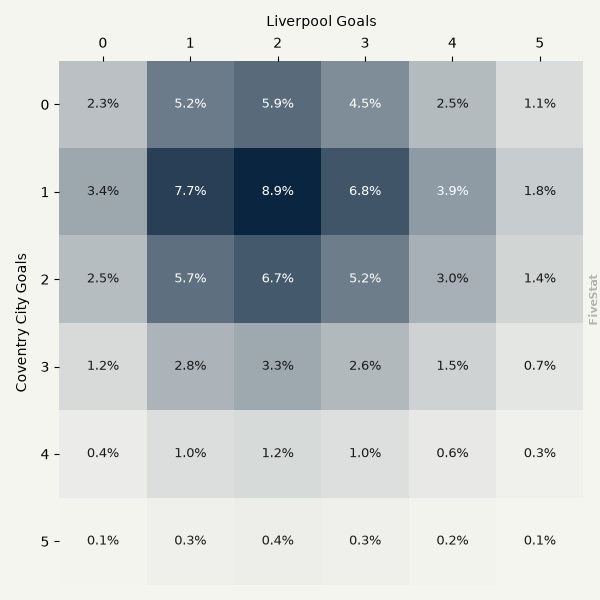 Liverpool Goals
0 1 2 3 4 5
0 2.3% 5.2% 5.9% 4.5% 2.5% 1.1%
1 3.4% 7.7% 8.9% 6.8% 3.9% 1.8%
2 2.5% 5.7% 6.7% 5.2% 3.0% 1.4%
3 1.2% 2.8% 3.3% 2.6% 1.5% 0.7%
4 0.4% 1.0% 1.2% 1.0% 0.6% 0.3%
5 0.1% 0.3% 0.4% 0.3% 0.2% 0.1%
Coventry City Goals
FiveStat